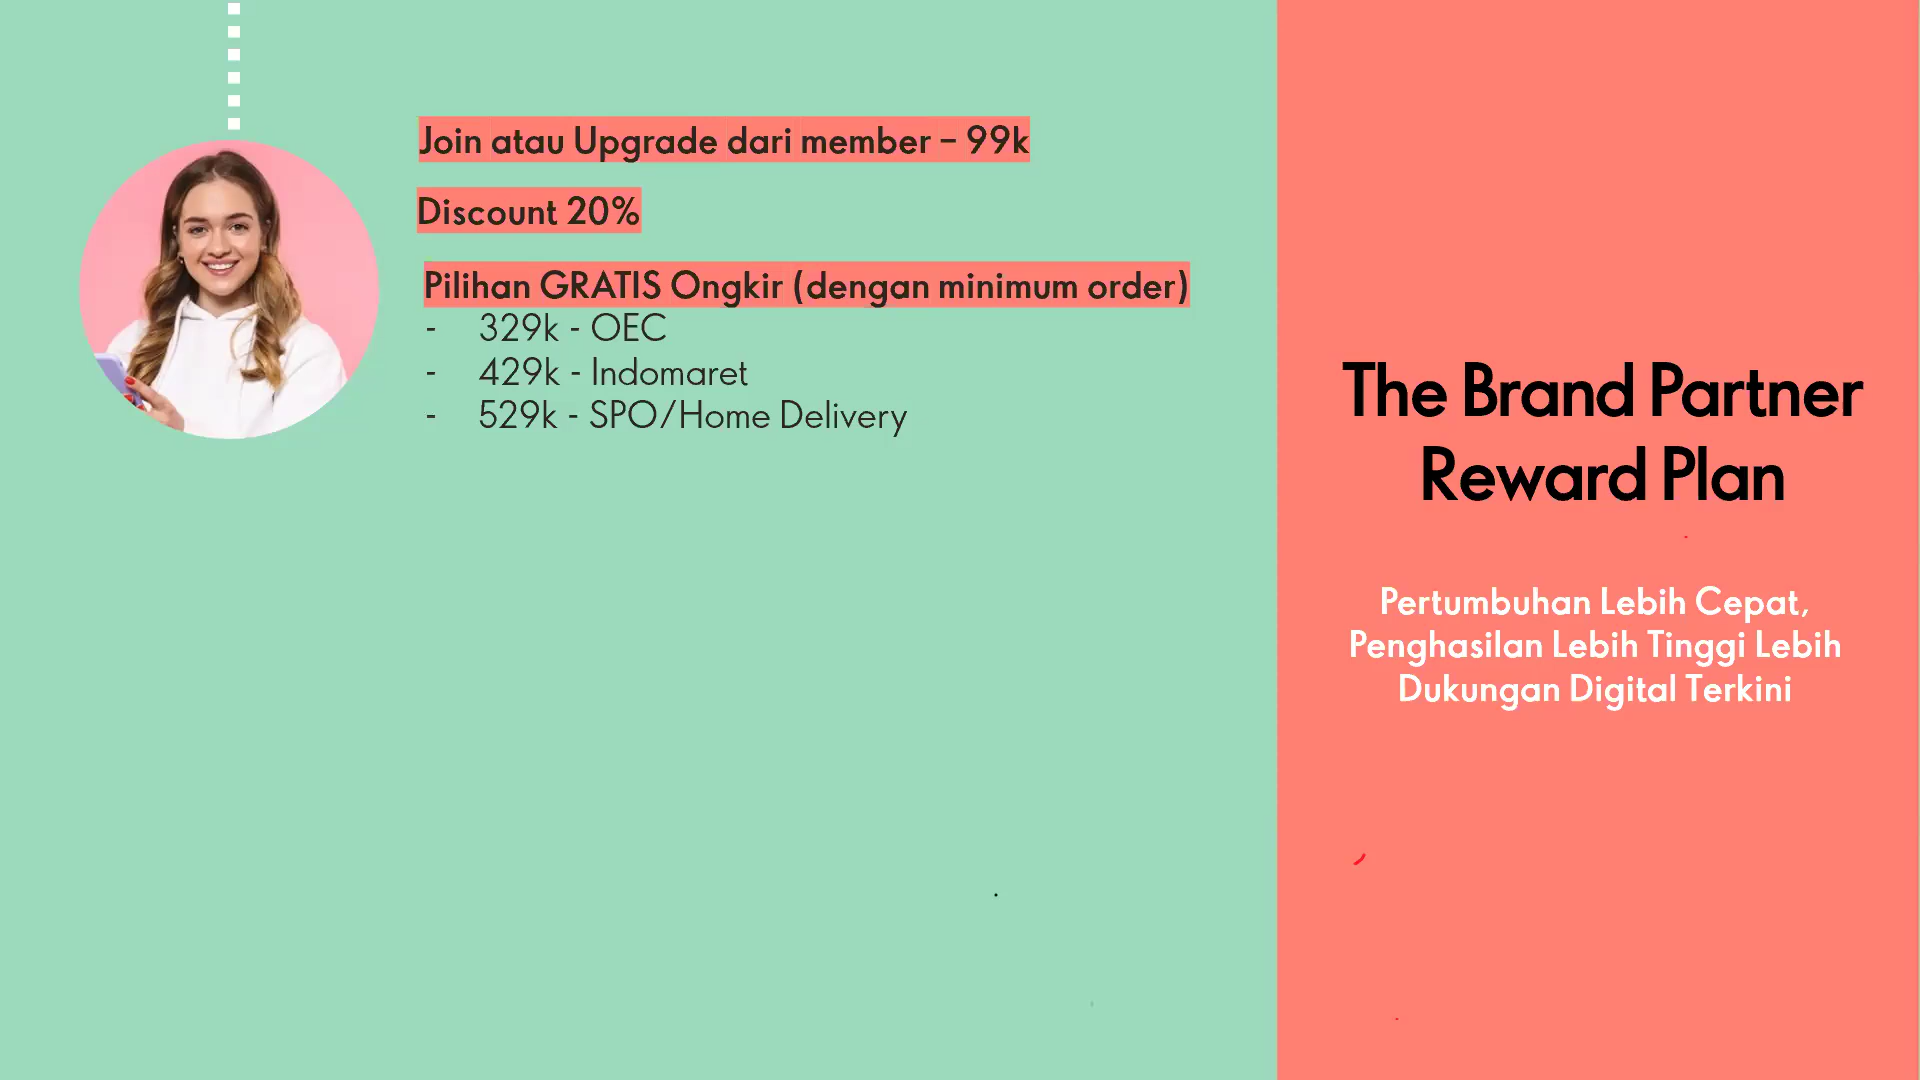 Join atau Upgrade dari member – 99k
Discount 20%
Pilihan GRATIS Ongkir (dengan minimum order)
- 329k - OEC
- 429k - Indomaret
- 529k - SPO/Home Delivery
The Brand Partner
Reward Plan
Pertumbuhan Lebih Cepat,
Penghasilan Lebih Tinggi Lebih
Dukungan Digital Terkini